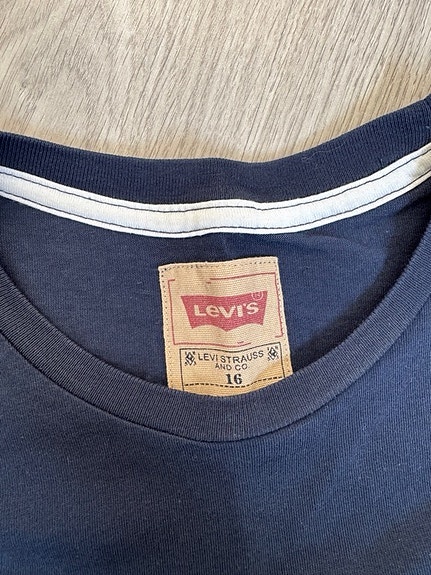 Levi's ®
LEVI STRAUSS
AND CO.
16